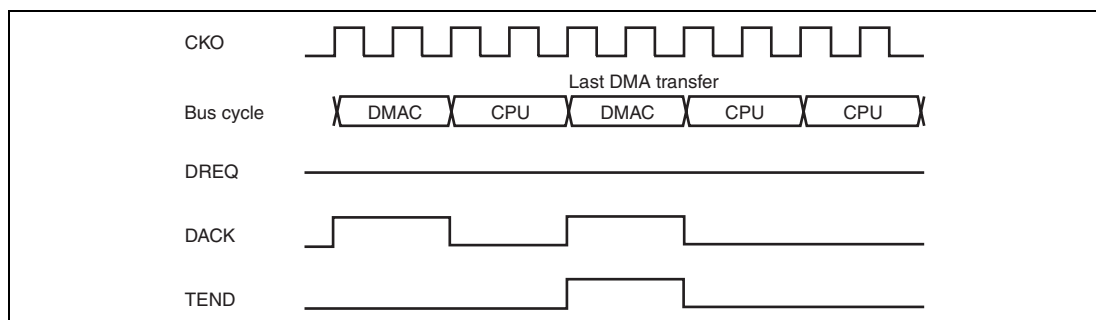 CKO
Last DMA transfer
Bus cycle DMAC CPU DMAC CPU CPU
DREQ
DACK
TEND